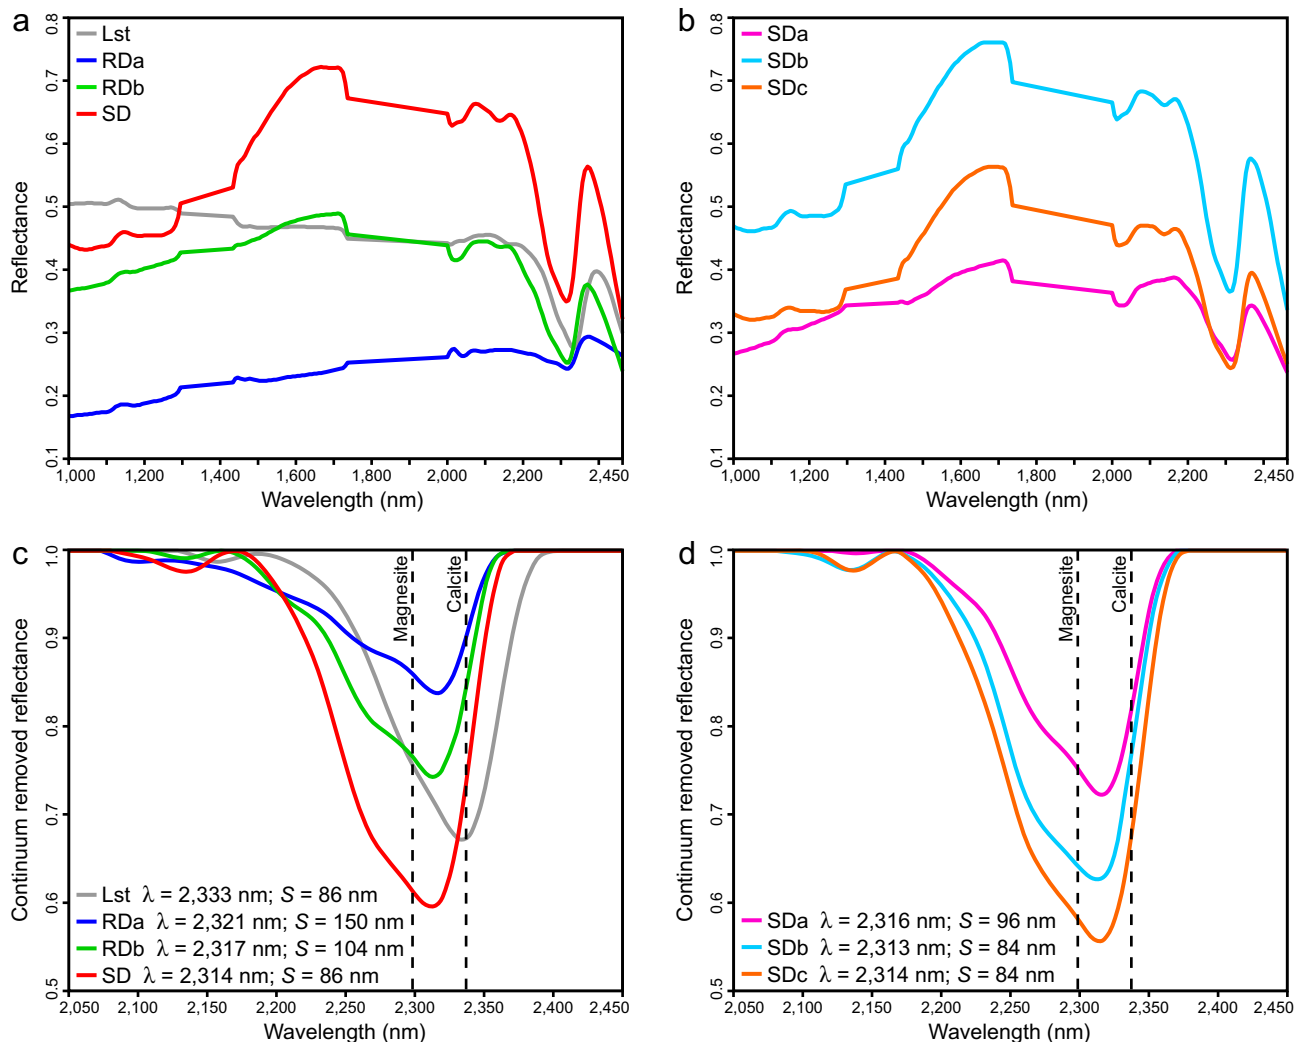 a
Lst
RDa
RDb
SD
0.8
0.7
0.6
0.5
0.4
0.3
0.2
0.1
Reflectance
1,000 1,200 1,400 1,600 1,800 2,000 2,200 2,450
Wavelength (nm)
b
SDa
SDb
SDc
0.8
0.7
0.6
0.5
0.4
0.3
0.2
0.1
Reflectance
1,000 1,200 1,400 1,600 1,800 2,000 2,200 2,450
Wavelength (nm)
c
1.0
0.9
0.8
0.7
0.6
0.5
Continuum removed reflectance
Magnesite
Calcite
Lst λ = 2,333 nm; S = 86 nm
RDa λ = 2,321 nm; S = 150 nm
RDb λ = 2,317 nm; S = 104 nm
SD λ = 2,314 nm; S = 86 nm
2,050 2,100 2,150 2,200 2,250 2,300 2,350 2,400 2,450
Wavelength (nm)
d
1.0
0.9
0.8
0.7
0.6
0.5
Continuum removed reflectance
Magnesite
Calcite
SDa λ = 2,316 nm; S = 96 nm
SDb λ = 2,313 nm; S = 84 nm
SDc λ = 2,314 nm; S = 84 nm
2,050 2,100 2,150 2,200 2,250 2,300 2,350 2,400 2,450
Wavelength (nm)